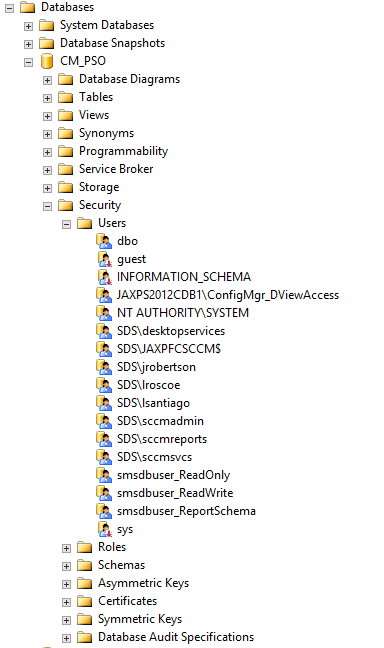 Databases
System Databases
Database Snapshots
CM_PSO
Database Diagrams
Tables
Views
Synonyms
Programmability
Service Broker
Storage
Security
Users
dbo
guest
INFORMATION_SCHEMA
JAXPS2012CDB1\ConfigMgr_DViewAccess
NT AUTHORITY\SYSTEM
SDS\desktopservices
SDS\JAXPFCSCCM$
SDS\jrobertson
SDS\lroscoe
SDS\lsantiago
SDS\sccmadmin
SDS\sccmreports
SDS\sccmsvcs
smsdbuser_ReadOnly
smsdbuser_ReadWrite
smsdbuser_ReportSchema
sys
Roles
Schemas
Asymmetric Keys
Certificates
Symmetric Keys
Database Audit Specifications